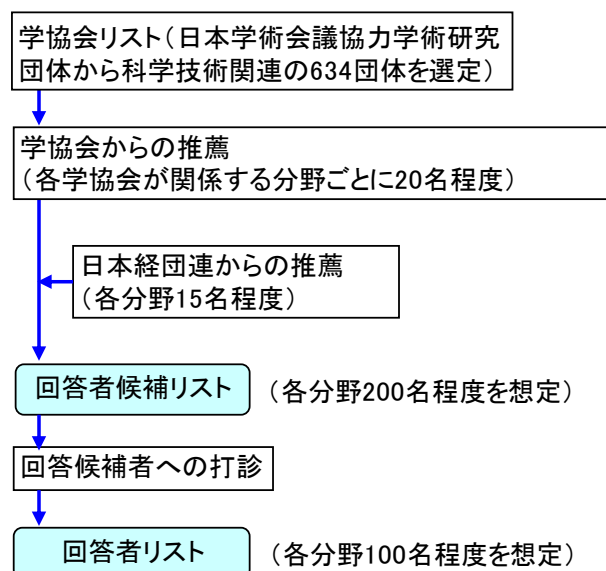 学協会リスト（日本学術会議協力学術研究
団体から科学技術関連の634団体を選定）
学協会からの推薦
（各学協会が関係する分野ごとに20名程度）
日本経団連からの推薦
（各分野15名程度）
回答者候補リスト （各分野200名程度を想定）
回答候補者への打診
回答者リスト （各分野100名程度を想定）